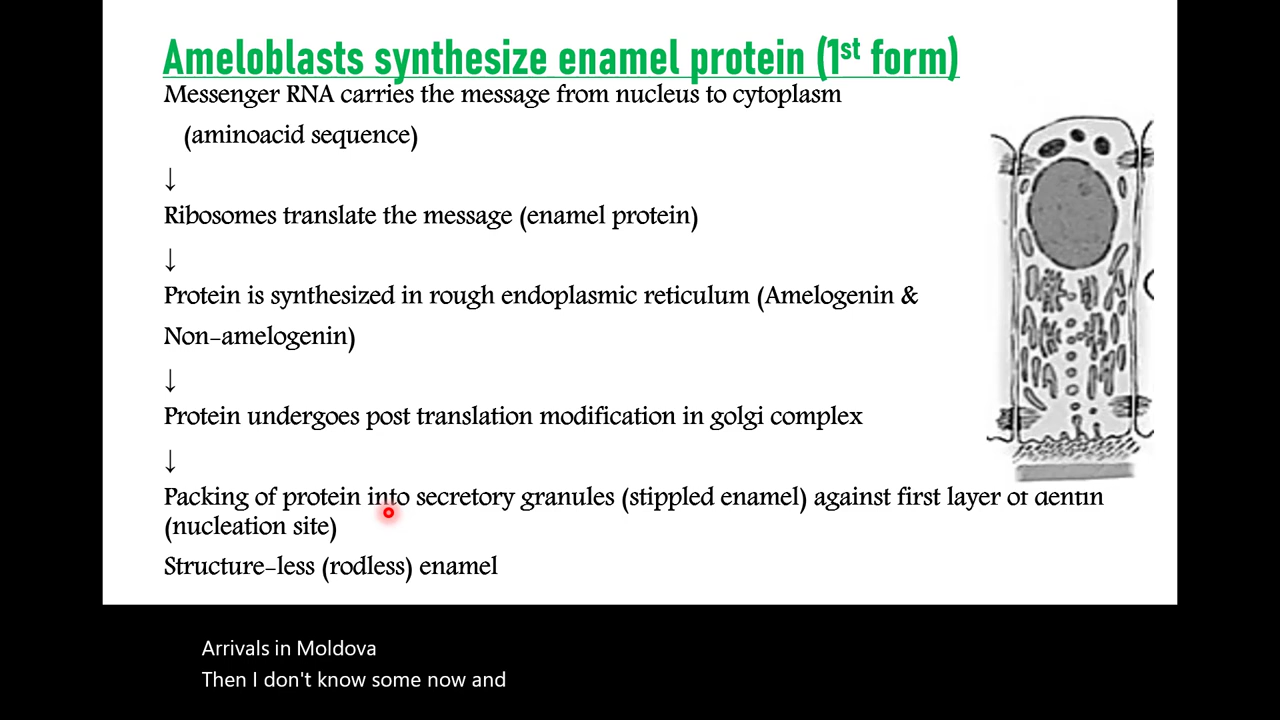 Ameloblasts synthesize enamel protein (1st form)
Messenger RNA carries the message from nucleus to cytoplasm
(aminoacid sequence)
↓
Ribosomes translate the message (enamel protein)
↓
Protein is synthesized in rough endoplasmic reticulum (Amelogenin &
Non-amelogenin)
↓
Protein undergoes post translation modification in golgi complex
↓
Packing of protein into secretory granules (stippled enamel) against first layer of dentin
(nucleation site)
Structure-less (rodless) enamel
Arrivals in Moldova
Then I don't know some now and